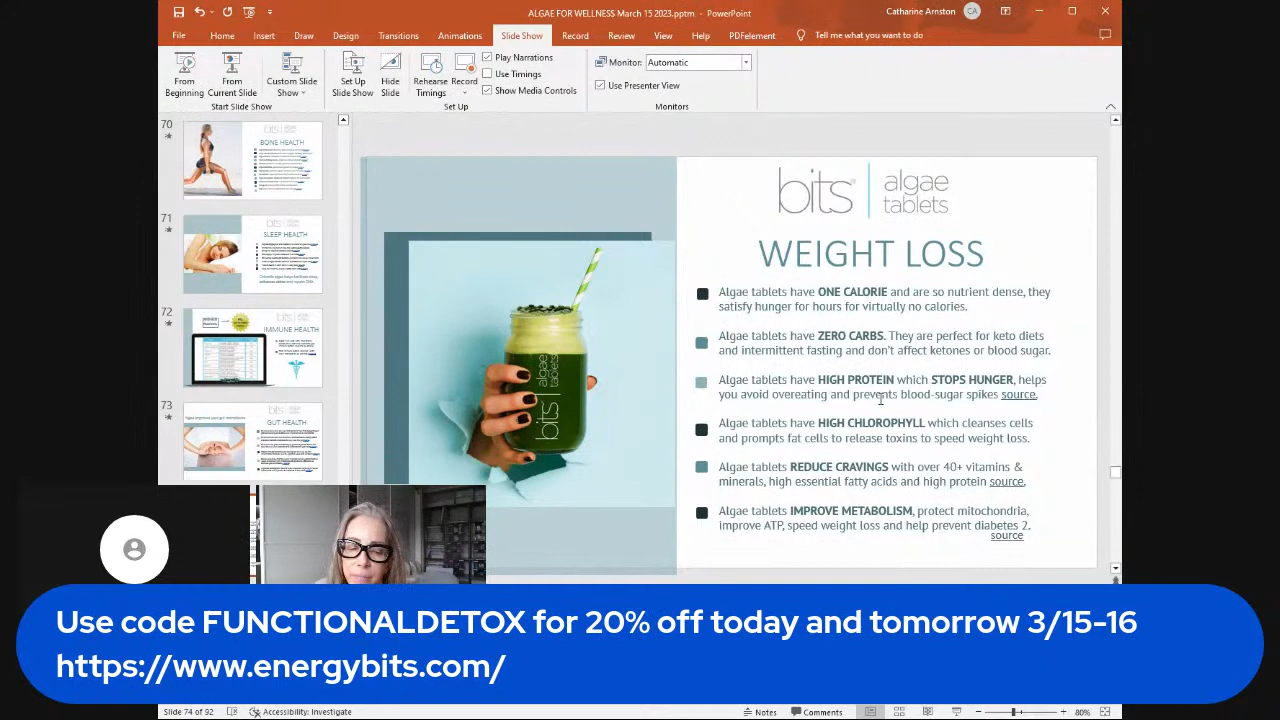 ALGAE FOR WELLNESS March 15 2023.pptm - PowerPoint
Catharine Arnston
CA
File Home Insert Draw Design Transitions Animations Slide Show Record Review View Help PDFelement Tell me what you want to do
From Beginning
From Current Slide
Custom Slide Show
Set Up Slide Show
Hide Slide
Rehearse Timings
Record
Play Narrations
Use Timings
Show Media Controls
Monitor: Automatic
Use Presenter View
Start Slide Show
Set Up
Monitors
70
BONE HEALTH
71
SLEEP HEALTH
72
IMMUNE HEALTH
73
GUT HEALTH
bits algae tablets
bits algae
tablets
WEIGHT LOSS
Algae tablets have ONE CALORIE and are so nutrient dense, they
satisfy hunger for hours for virtually no calories.
Algae tablets have ZERO CARBS. They are perfect for keto diets
and intermittent fasting and don't affect ketones or blood sugar.
Algae tablets have HIGH PROTEIN which STOPS HUNGER, helps
you avoid overeating and prevents blood-sugar spikes source.
Algae tablets have HIGH CHLOROPHYLL which cleanses cells
and prompts fat cells to release toxins to speed weight loss.
Algae tablets REDUCE CRAVINGS with over 40+ vitamins &
minerals, high essential fatty acids and high protein source.
Algae tablets IMPROVE METABOLISM, protect mitochondria,
improve ATP, speed weight loss and help prevent diabetes 2.
source
Use code FUNCTIONALDETOX for 20% off today and tomorrow 3/15-16
https://www.energybits.com/
Slide 74 of 92
Accessibility: Investigate
Notes
Comments
80%